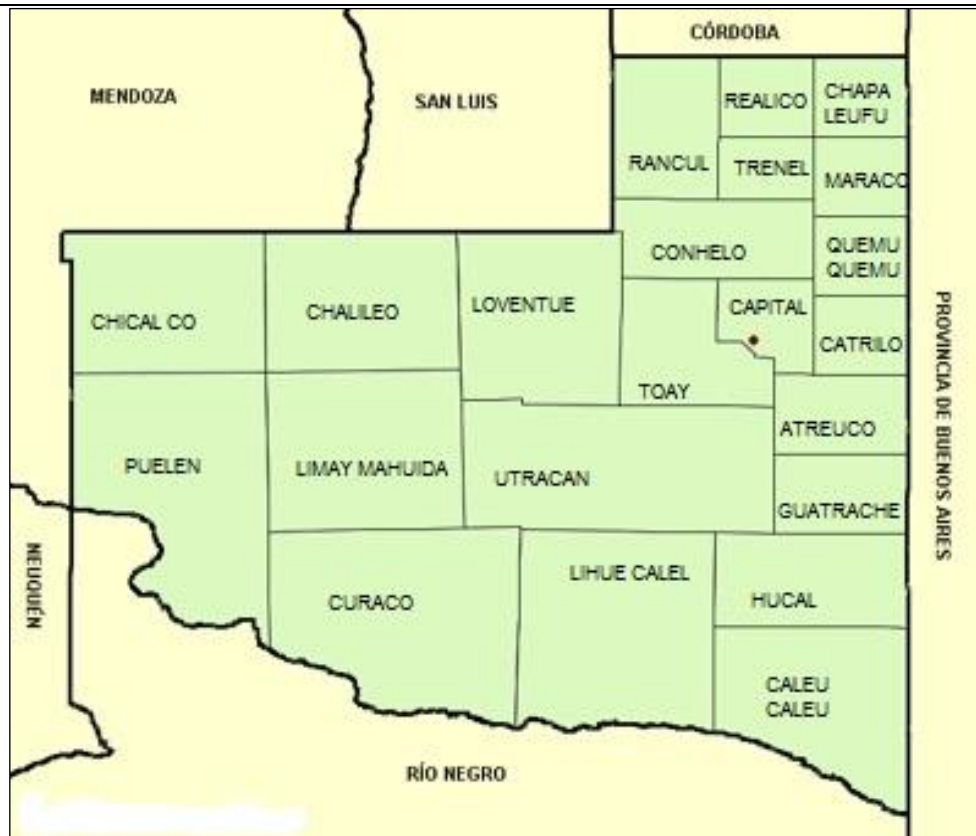 CÓRDOBA
MENDOZA
SAN LUIS
REALICO
CHAPA
LEUFU
RANCUL
TRENEL
MARACO
CONHELO
QUEMU
QUEMU
CHICAL CO
CHALILEO
LOVENTUE
CAPITAL
CATRILO
TOAY
ATREUCO
PUELEN
LIMAY MAHUIDA
UTRACAN
GUATRACHE
PROVINCIA DE BUENOS AIRES
NEUQUÉN
CURACO
LIHUE CALEL
HUCAL
CALEU
CALEU
RÍO NEGRO